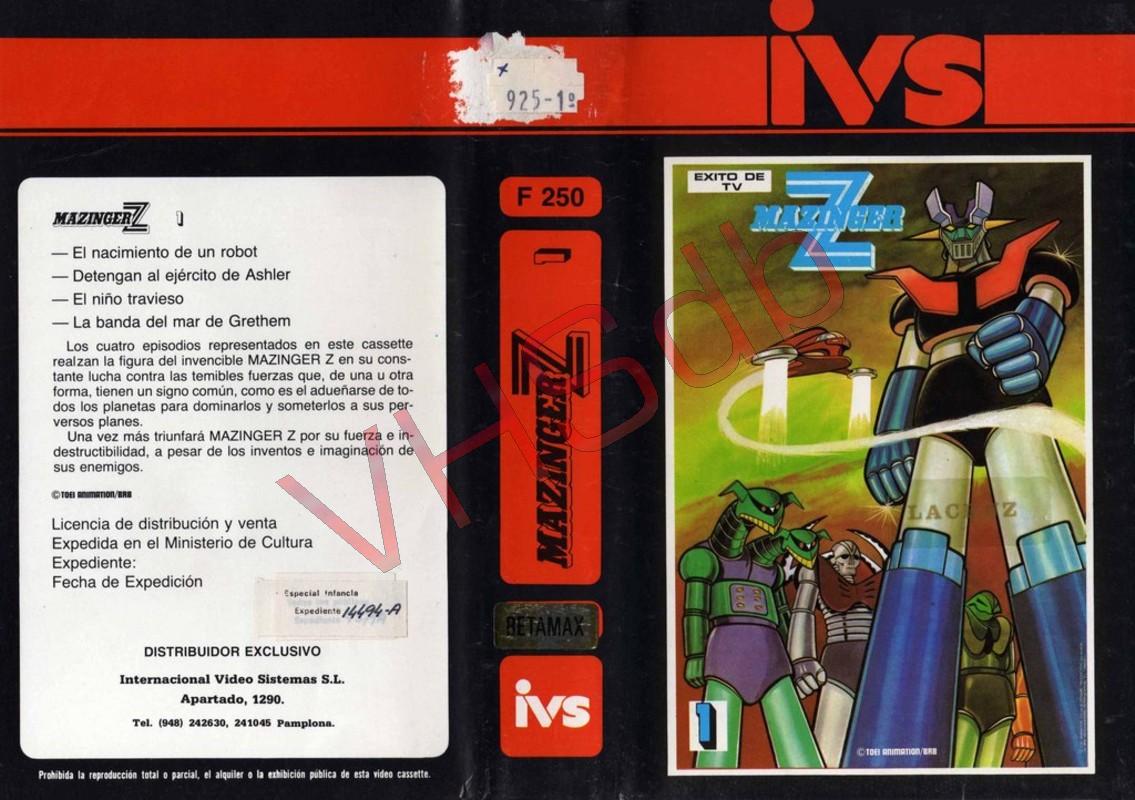 MAZINGER Z 1
— El nacimiento de un robot
— Detengan al ejército de Ashler
— El niño travieso
— La banda del mar de Grethem
Los cuatro episodios representados en este cassette
realzan la figura del invencible MAZINGER Z en su cons-
tante lucha contra las temibles fuerzas que, de una u otra
forma, tienen un signo común, como es el adueñarse de to-
dos los planetas para dominarlos y someterlos a sus per-
versos planes.
Una vez más triunfará MAZINGER Z por su fuerza e in-
destructibilidad, a pesar de los inventos e imaginación de
sus enemigos.
© TOEI ANIMATION/BRB
Licencia de distribución y venta
Expedida en el Ministerio de Cultura
Expediente:
Fecha de Expedición
Especial Infancia
Expediente 14494-A
DISTRIBUIDOR EXCLUSIVO
Internacional Video Sistemas S.L.
Apartado, 1290.
Tel. (948) 242630, 241045 Pamplona.
Prohibida la reproducción total o parcial, el alquiler o la exhibición pública de esta video cassette.
x
925-1º
F 250
1
MAZINGER Z
BETAMAX
ivs
ivs
EXITO DE
TV
MAZINGER Z
1
© TOEI ANIMATION/BRB
VHSdb